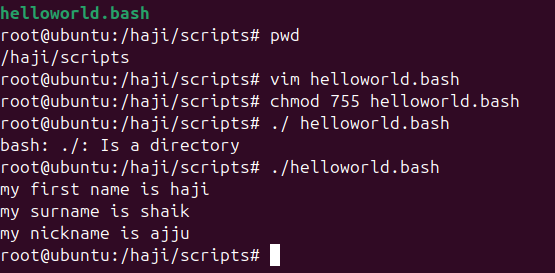 helloworld.bash
root@ubuntu:/haji/scripts# pwd
/haji/scripts
root@ubuntu:/haji/scripts# vim helloworld.bash
root@ubuntu:/haji/scripts# chmod 755 helloworld.bash
root@ubuntu:/haji/scripts# ./ helloworld.bash
bash: ./: Is a directory
root@ubuntu:/haji/scripts# ./helloworld.bash
my first name is haji
my surname is shaik
my nickname is ajju
root@ubuntu:/haji/scripts#